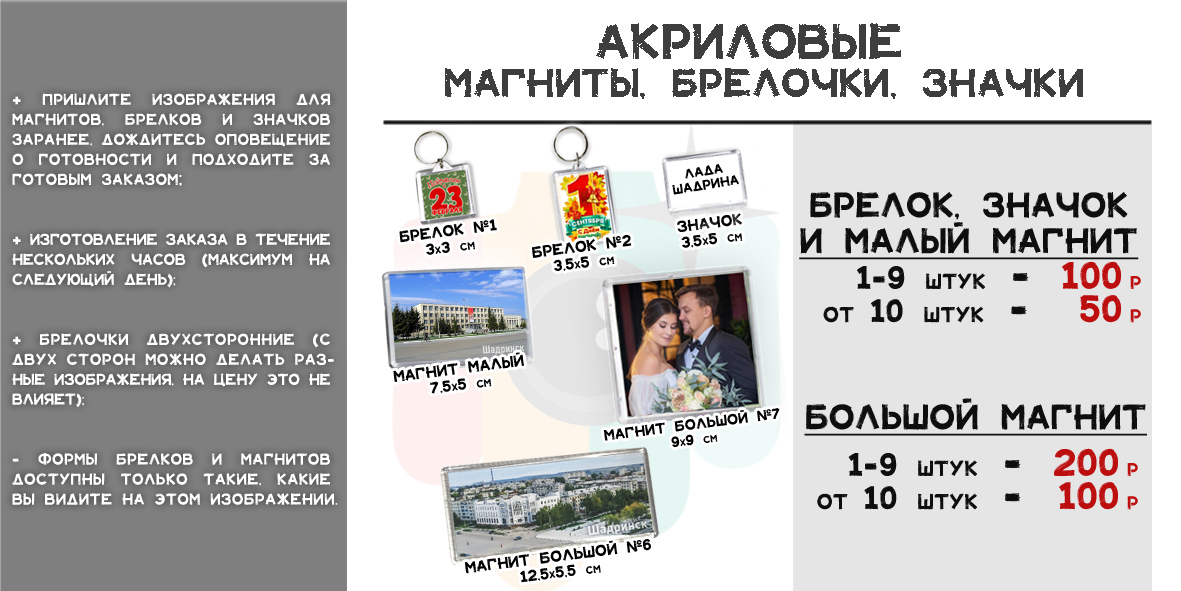 + ПРИШЛИТЕ ИЗОБРАЖЕНИЯ ДЛЯ
МАГНИТОВ, БРЕЛКОВ И ЗНАЧКОВ
ЗАРАНЕЕ, ДОЖДИТЕСЬ ОПОВЕЩЕНИЕ
О ГОТОВНОСТИ И ПОДХОДИТЕ ЗА
ГОТОВЫМ ЗАКАЗОМ;
+ ИЗГОТОВЛЕНИЕ ЗАКАЗА В ТЕЧЕНИЕ
НЕСКОЛЬКИХ ЧАСОВ (МАКСИМУМ НА
СЛЕДУЮЩИЙ ДЕНЬ);
+ БРЕЛОЧКИ ДВУХСТОРОННИЕ (С
ДВУХ СТОРОН МОЖНО ДЕЛАТЬ РАЗ-
НЫЕ ИЗОБРАЖЕНИЯ, НА ЦЕНУ ЭТО НЕ
ВЛИЯЕТ);
- ФОРМЫ БРЕЛКОВ И МАГНИТОВ
ДОСТУПНЫ ТОЛЬКО ТАКИЕ, КАКИЕ
ВЫ ВИДИТЕ НА ЭТОМ ИЗОБРАЖЕНИИ.
АКРИЛОВЫЕ
МАГНИТЫ, БРЕЛОЧКИ, ЗНАЧКИ
23
ФЕВРАЛЯ
БРЕЛОК №1
3х3 СМ
1
СЕНТЯБРЯ
С ДНЁМ
БРЕЛОК №2
3.5х5 СМ
ЛАДА
ШАДРИНА
ЗНАЧОК
3.5х5 СМ
Шадринск
МАГНИТ МАЛЫЙ
7.5х5 СМ
МАГНИТ БОЛЬШОЙ №7
9х9 СМ
Шадринск
МАГНИТ БОЛЬШОЙ №6
12.5х5.5 СМ
БРЕЛОК, ЗНАЧОК
И МАЛЫЙ МАГНИТ
1-9 ШТУК = 100 Р
ОТ 10 ШТУК = 50 Р
БОЛЬШОЙ МАГНИТ
1-9 ШТУК = 200 Р
ОТ 10 ШТУК = 100 Р